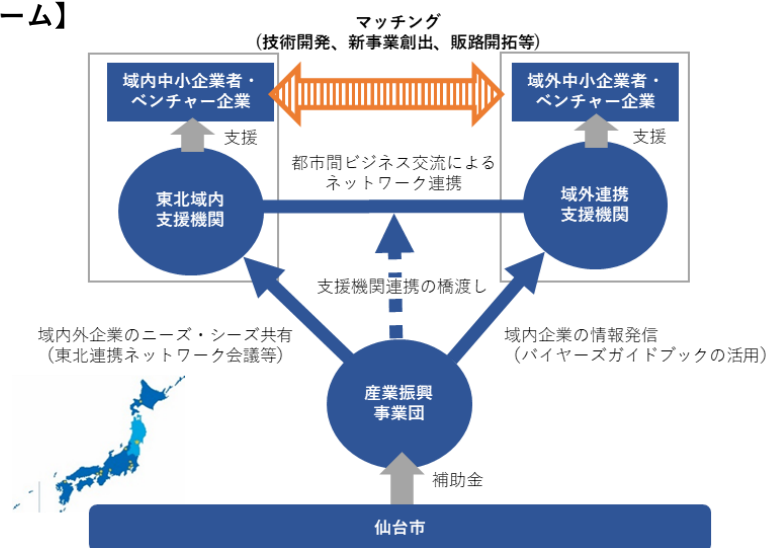 ーム】
マッチング
(技術開発、新事業創出、販路開拓等)
域内中小企業者・
ベンチャー企業
域外中小企業者・
ベンチャー企業
支援
支援
都市間ビジネス交流による
ネットワーク連携
東北域内
支援機関
域外連携
支援機関
支援機関連携の橋渡し
域内外企業のニーズ・シーズ共有
（東北連携ネットワーク会議等）
域内企業の情報発信
（バイヤーズガイドブックの活用）
産業振興
事業団
補助金
仙台市